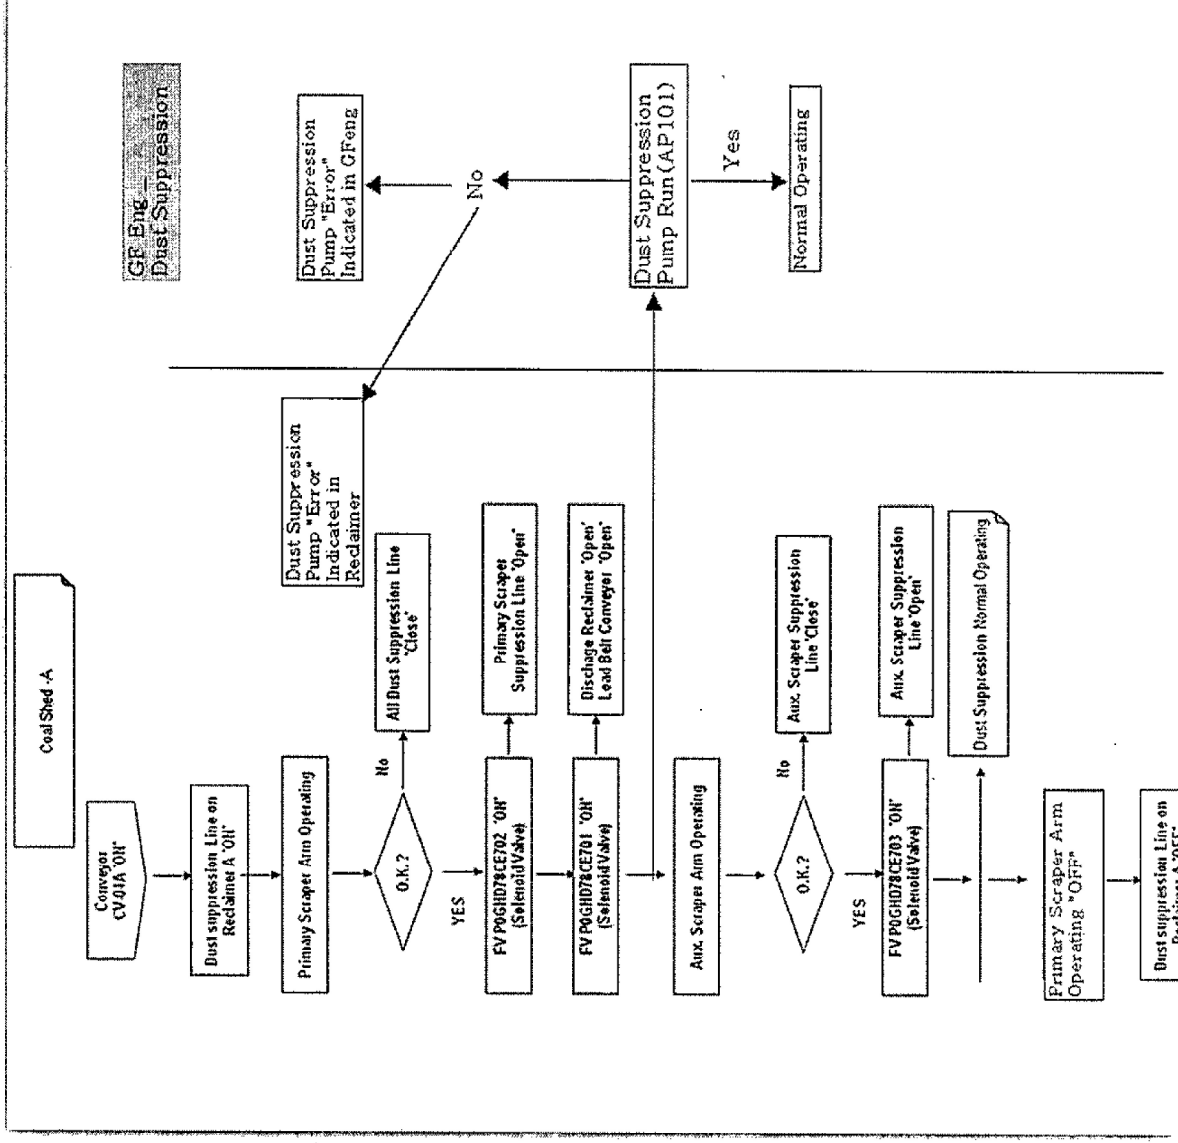 Coal Shed -A
GF Eng
Dust Suppression
Conveyor
CV-01A "ON"
Dust suppression Line on
Reclaimer A "ON"
Primary Scraper Arm Operating
O.K.?
No
All Dust Suppression Line
"Close"
YES
FV P0GHD78CE702 "ON"
(Solenoid Valve)
Primary Scraper
Suppression Line "Open"
FV P0GHD78CE701 "ON"
(Solenoid Valve)
Dischage Reclaimer "Open"
Lead Belt Conveyor "Open"
Aux. Scraper Arm Operating
O.K.?
No
Aux. Scraper Suppression
Line "Close"
YES
FV P0GHD78CE703 "ON"
(Solenoid Valve)
Aux. Scraper Suppression
Line "Open"
Dust Suppression Normal Operating
Primary Scraper Arm
Operating "OFF"
Dust suppression Line on
Dust Suppression
Pump "Error"
Indicated in
Reclaimer
Dust Suppression
Pump "Error"
Indicated in GFeng
No
Dust Suppression
Pump Run(AP101)
Yes
Normal Operating